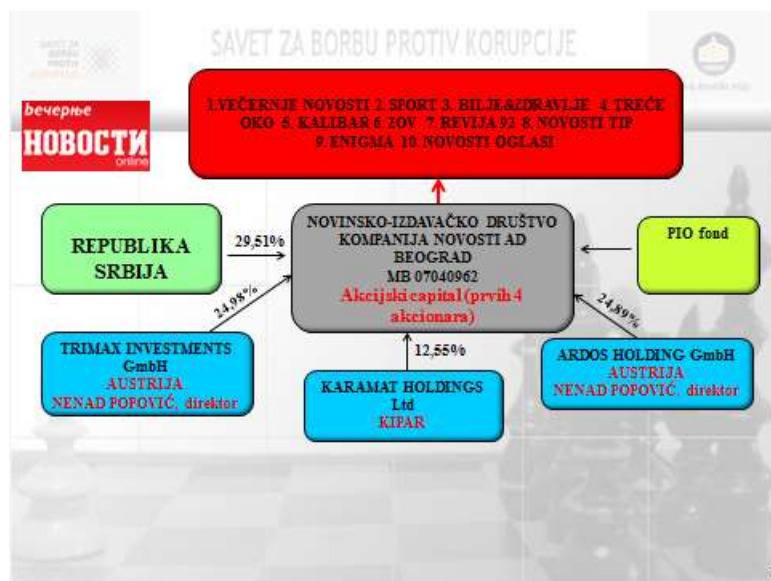 SAVET ZA BORBU PROTIV KORUPCIJE
1.VEČERNJE NOVOSTI 2. SPORT 3. BILJE&ZDRAVLJE 4. TREĆE
OKO 5. KALIBAR 6. ZOV 7. REVIJA 92 8. NOVOSTI TIP
9. ENIGMA 10. NOVOSTI OGLASI
вечерње
НОВОСТИ
online
REPUBLIKA
SRBIJA
29,51%
NOVINSKO-IZDAVAČKO DRUŠTVO
KOMPANIJA NOVOSTI AD
BEOGRAD
MB 07040962
Akcijski capital (prvih 4
akcionara)
PIO fond
24,98%
12,55%
24,89%
TRIMAX INVESTMENTS
GmbH
AUSTRIJA
NENAD POPOVIĆ, direktor
KARAMAT HOLDINGS
Ltd
KIPAR
ARDOS HOLDING GmbH
AUSTRIJA
NENAD POPOVIĆ, direktor